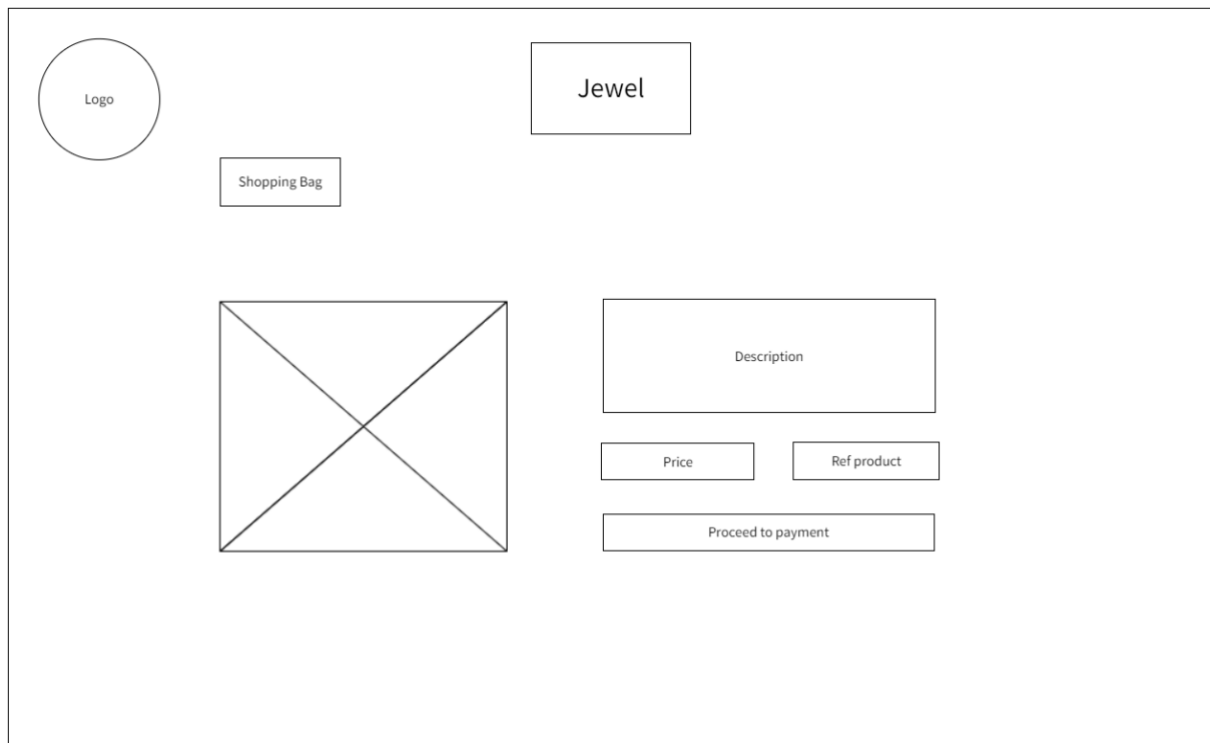 Logo
Jewel
Shopping Bag
Description
Price
Ref product
Proceed to payment